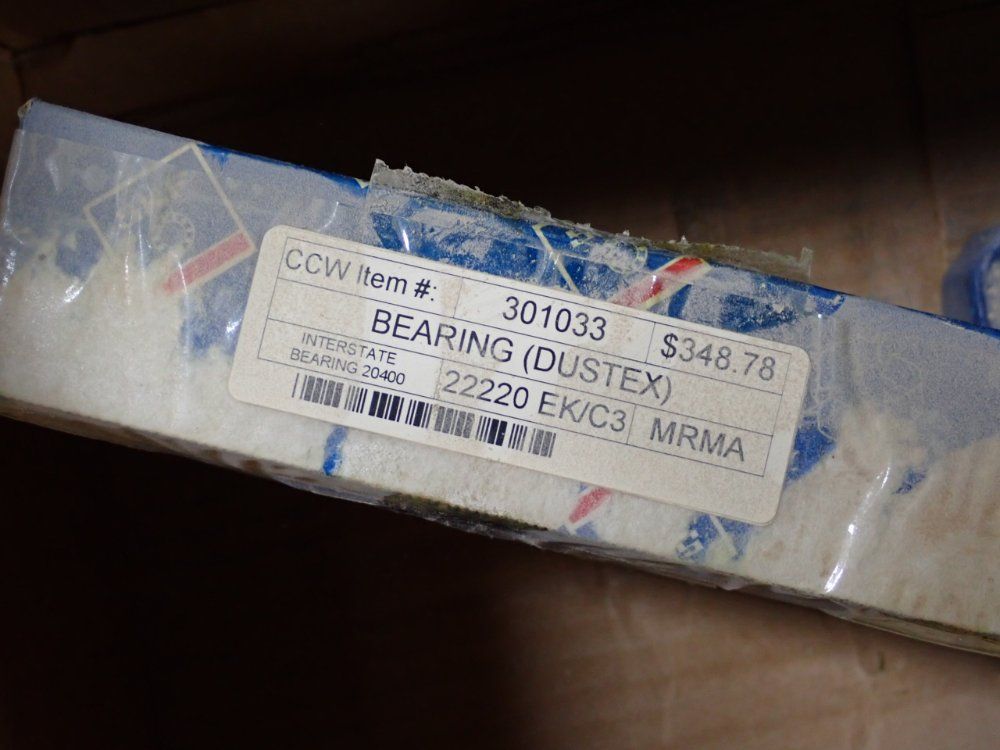 CCW Item #: 301033 $348.78
BEARING (DUSTEX)
INTERSTATE
BEARING 20400
22220 EK/C3 MRMA